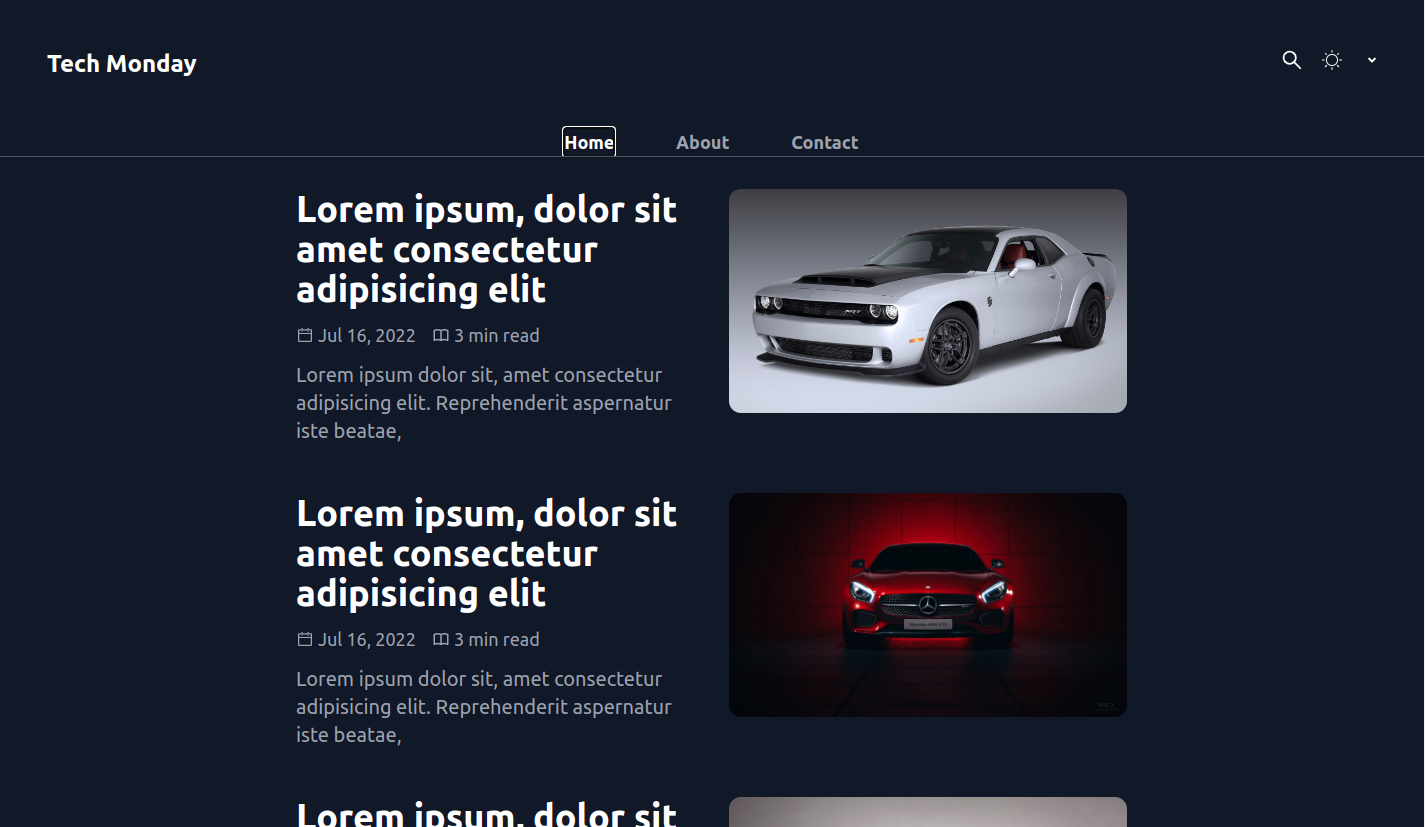 Tech Monday
Home About Contact
Lorem ipsum, dolor sit
amet consectetur
adipisicing elit
Jul 16, 2022 3 min read
Lorem ipsum dolor sit, amet consectetur
adipisicing elit. Reprehenderit aspernatur
iste beatae,
Lorem ipsum, dolor sit
amet consectetur
adipisicing elit
Jul 16, 2022 3 min read
Lorem ipsum dolor sit, amet consectetur
adipisicing elit. Reprehenderit aspernatur
iste beatae,
Lorem ipsum, dolor sit